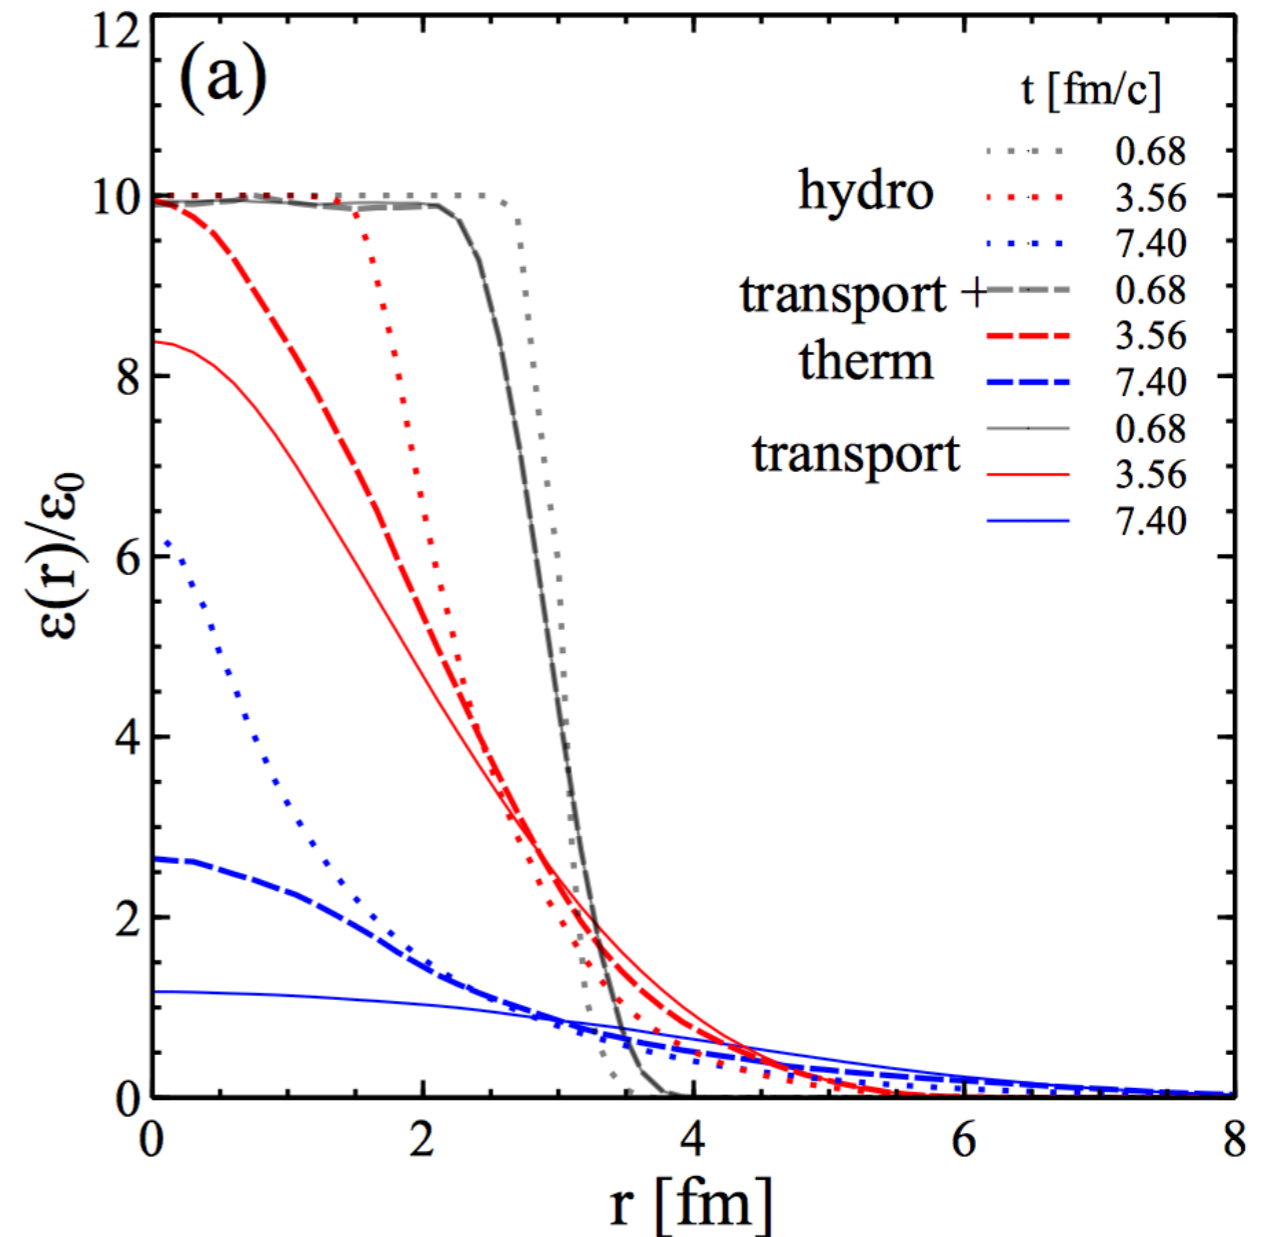 12
(a)
t [fm/c]
0.68
hydro
3.56
7.40
10
transport +
0.68
therm
3.56
7.40
8
transport
0.68
3.56
7.40
ε(r)/ε₀
6
4
2
0
0 2 4 6 8
r [fm]